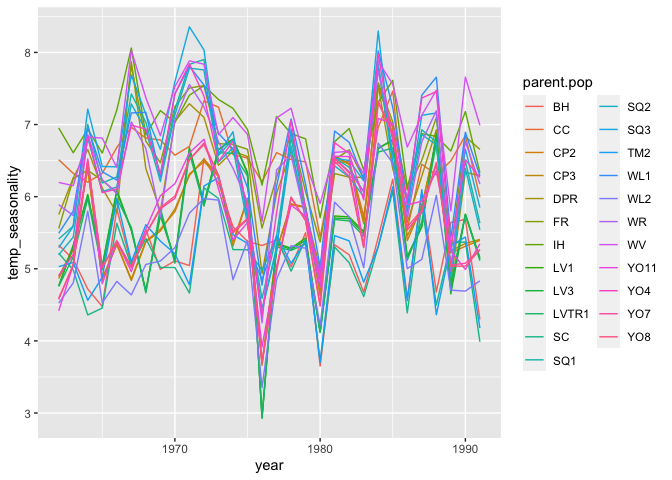 8
7
6
5
4
3
temp_seasonality
1970
1980
1990
year
parent.pop
BH
CC
CP2
CP3
DPR
FR
IH
LV1
LV3
LVTR1
SC
SQ1
SQ2
SQ3
TM2
WL1
WL2
WR
WV
YO11
YO4
YO7
YO8